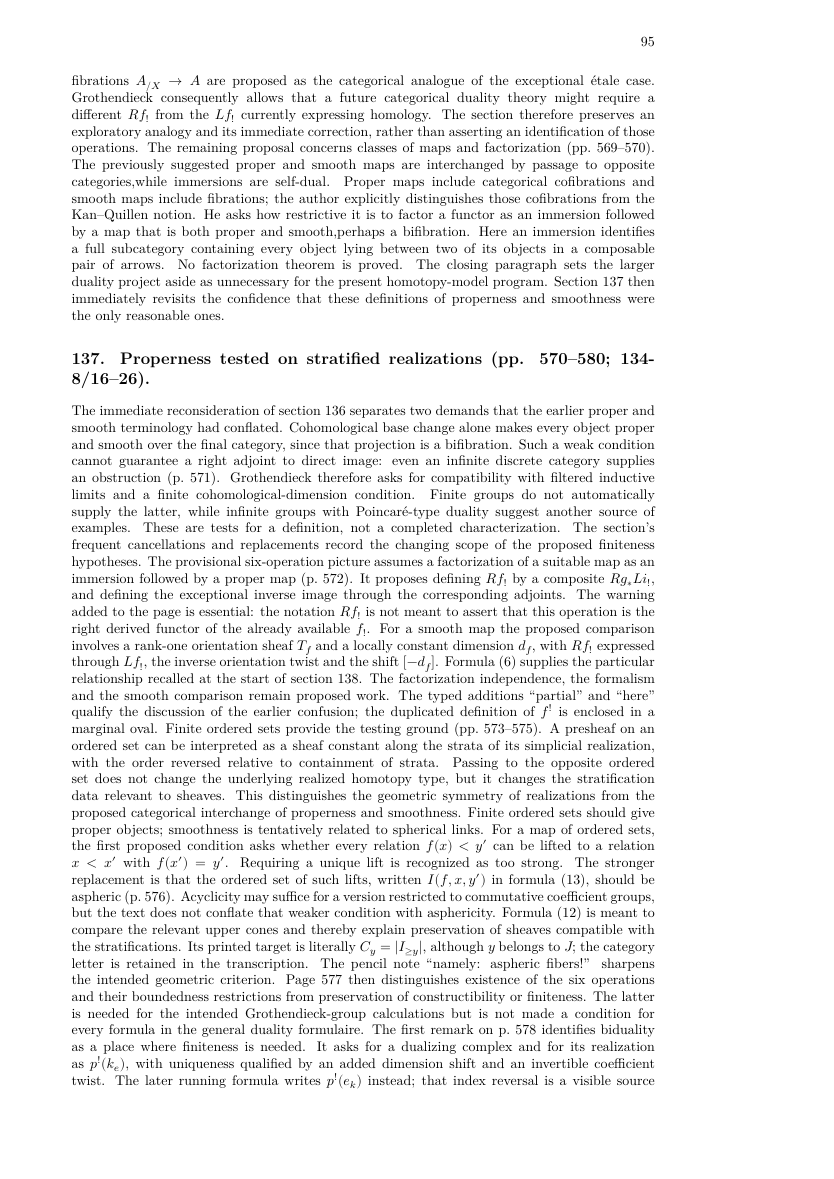 95
fibrations A_{/X} → A are proposed as the categorical analogue of the exceptional étale case.
Grothendieck consequently allows that a future categorical duality theory might require a
different Rf_! from the Lf_! currently expressing homology. The section therefore preserves an
exploratory analogy and its immediate correction, rather than asserting an identification of those
operations. The remaining proposal concerns classes of maps and factorization (pp. 569–570).
The previously suggested proper and smooth maps are interchanged by passage to opposite
categories,while immersions are self-dual. Proper maps include categorical cofibrations and
smooth maps include fibrations; the author explicitly distinguishes those cofibrations from the
Kan–Quillen notion. He asks how restrictive it is to factor a functor as an immersion followed
by a map that is both proper and smooth,perhaps a bifibration. Here an immersion identifies
a full subcategory containing every object lying between two of its objects in a composable
pair of arrows. No factorization theorem is proved. The closing paragraph sets the larger
duality project aside as unnecessary for the present homotopy-model program. Section 137 then
immediately revisits the confidence that these definitions of properness and smoothness were
the only reasonable ones.
137. Properness tested on stratified realizations (pp. 570–580; 134-
8/16–26).
The immediate reconsideration of section 136 separates two demands that the earlier proper and
smooth terminology had conflated. Cohomological base change alone makes every object proper
and smooth over the final category, since that projection is a bifibration. Such a weak condition
cannot guarantee a right adjoint to direct image: even an infinite discrete category supplies
an obstruction (p. 571). Grothendieck therefore asks for compatibility with filtered inductive
limits and a finite cohomological-dimension condition. Finite groups do not automatically
supply the latter, while infinite groups with Poincaré-type duality suggest another source of
examples. These are tests for a definition, not a completed characterization. The section's
frequent cancellations and replacements record the changing scope of the proposed finiteness
hypotheses. The provisional six-operation picture assumes a factorization of a suitable map as an
immersion followed by a proper map (p. 572). It proposes defining Rf_! by a composite Rg_*Li_!,
and defining the exceptional inverse image through the corresponding adjoints. The warning
added to the page is essential: the notation Rf_! is not meant to assert that this operation is the
right derived functor of the already available f_!. For a smooth map the proposed comparison
involves a rank-one orientation sheaf T_f and a locally constant dimension d_f, with Rf_! expressed
through Lf_!, the inverse orientation twist and the shift [−d_f]. Formula (6) supplies the particular
relationship recalled at the start of section 138. The factorization independence, the formalism
and the smooth comparison remain proposed work. The typed additions “partial” and “here”
qualify the discussion of the earlier confusion; the duplicated definition of f^! is enclosed in a
marginal oval. Finite ordered sets provide the testing ground (pp. 573–575). A presheaf on an
ordered set can be interpreted as a sheaf constant along the strata of its simplicial realization,
with the order reversed relative to containment of strata. Passing to the opposite ordered
set does not change the underlying realized homotopy type, but it changes the stratification
data relevant to sheaves. This distinguishes the geometric symmetry of realizations from the
proposed categorical interchange of properness and smoothness. Finite ordered sets should give
proper objects; smoothness is tentatively related to spherical links. For a map of ordered sets,
the first proposed condition asks whether every relation f(x) < y′ can be lifted to a relation
x < x′ with f(x′) = y′. Requiring a unique lift is recognized as too strong. The stronger
replacement is that the ordered set of such lifts, written I(f, x, y′) in formula (13), should be
aspheric (p. 576). Acyclicity may suffice for a version restricted to commutative coefficient groups,
but the text does not conflate that weaker condition with asphericity. Formula (12) is meant to
compare the relevant upper cones and thereby explain preservation of sheaves compatible with
the stratifications. Its printed target is literally C_y = |I_{≥y}|, although y belongs to J; the category
letter is retained in the transcription. The pencil note “namely: aspheric fibers!” sharpens
the intended geometric criterion. Page 577 then distinguishes existence of the six operations
and their boundedness restrictions from preservation of constructibility or finiteness. The latter
is needed for the intended Grothendieck-group calculations but is not made a condition for
every formula in the general duality formulaire. The first remark on p. 578 identifies biduality
as a place where finiteness is needed. It asks for a dualizing complex and for its realization
as p^!(k_e), with uniqueness qualified by an added dimension shift and an invertible coefficient
twist. The later running formula writes p^!(e_k) instead; that index reversal is a visible source